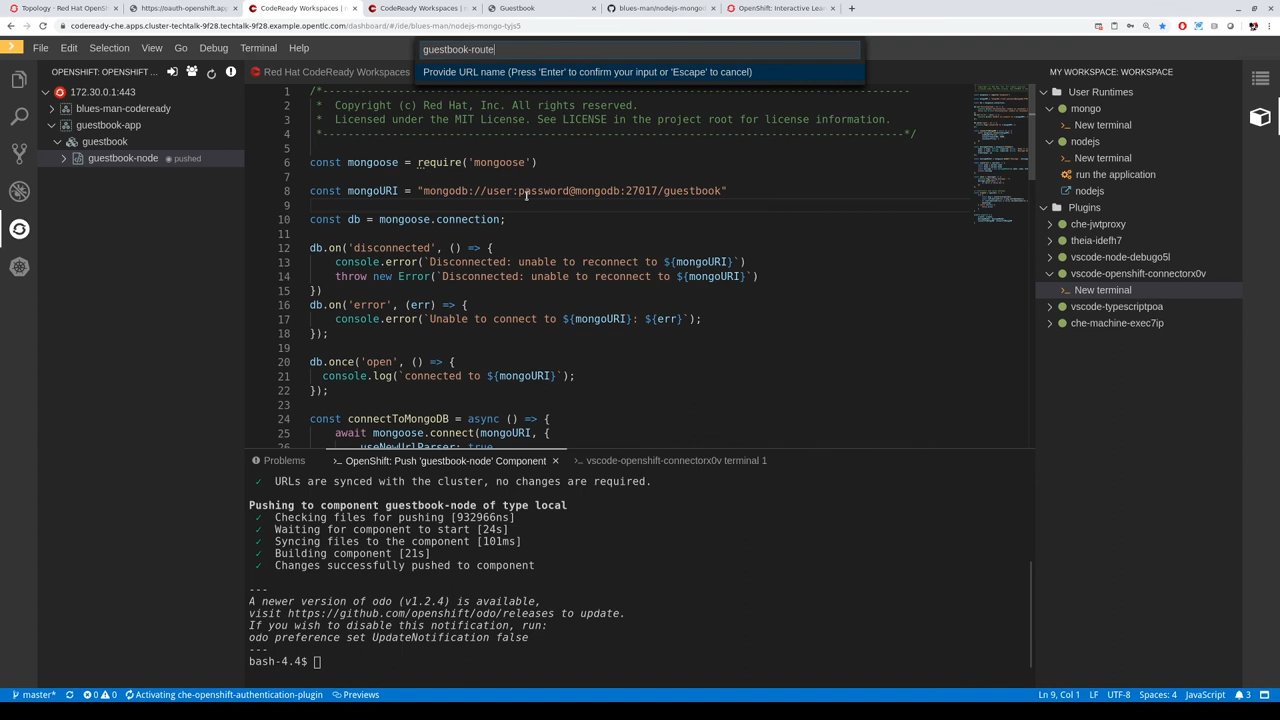 Topology · Red Hat OpenSh
https://oauth-openshift.app
CodeReady Workspaces | n
CodeReady Workspaces
Guestbook
blues-man/nodejs-mongod
OpenShift: Interactive Lea
codeready-che.apps.cluster-techtalk-9f28.techtalk-9f28.example.opentlc.com/dashboard/#/ide/blues-man/nodejs-mongo-tyjs5
File Edit Selection View Go Debug Terminal Help
guestbook-route
Provide URL name (Press 'Enter' to confirm your input or 'Escape' to cancel)
OPENSHIFT: OPENSHIFT
172.30.0.1:443
blues-man-codeready
guestbook-app
guestbook
guestbook-node pushed
Red Hat CodeReady Workspaces
1 /*---------------------------------------------------------------------------------------------
2 * Copyright (c) Red Hat, Inc. All rights reserved.
3 * Licensed under the MIT License. See LICENSE in the project root for license information.
4 *--------------------------------------------------------------------------------------------*/
5
6 const mongoose = require('mongoose')
7
8 const mongoURI = "mongodb://user:password@mongodb:27017/guestbook"
9
10 const db = mongoose.connection;
11
12 db.on('disconnected', () => {
13 console.error(`Disconnected: unable to reconnect to ${mongoURI}`)
14 throw new Error(`Disconnected: unable to reconnect to ${mongoURI}`)
15 })
16 db.on('error', (err) => {
17 console.error(`Unable to connect to ${mongoURI}: ${err}`);
18 });
19
20 db.once('open', () => {
21 console.log(`connected to ${mongoURI}`);
22 });
23
24 const connectToMongoDB = async () => {
25 await mongoose.connect(mongoURI, {
26 useNewUrlParser: true,
MY WORKSPACE: WORKSPACE
User Runtimes
mongo
>_ New terminal
nodejs
>_ New terminal
run the application
nodejs
Plugins
che-jwtproxy
theia-idefh7
vscode-node-debugo5l
vscode-openshift-connectorx0v
>_ New terminal
vscode-typescriptpoa
che-machine-exec7ip
Problems
>_ OpenShift: Push 'guestbook-node' Component ×
>_ vscode-openshift-connectorx0v terminal 1
✓ URLs are synced with the cluster, no changes are required.
Pushing to component guestbook-node of type local
✓ Checking files for pushing [932966ns]
✓ Waiting for component to start [24s]
✓ Syncing files to the component [101ms]
✓ Building component [21s]
✓ Changes successfully pushed to component
---
A newer version of odo (v1.2.4) is available,
visit https://github.com/openshift/odo/releases to update.
If you wish to disable this notification, run:
odo preference set UpdateNotification false
---
bash-4.4$
master* 0 0 Activating che-openshift-authentication-plugin Previews
Ln 9, Col 1 LF UTF-8 Spaces: 4 JavaScript 3